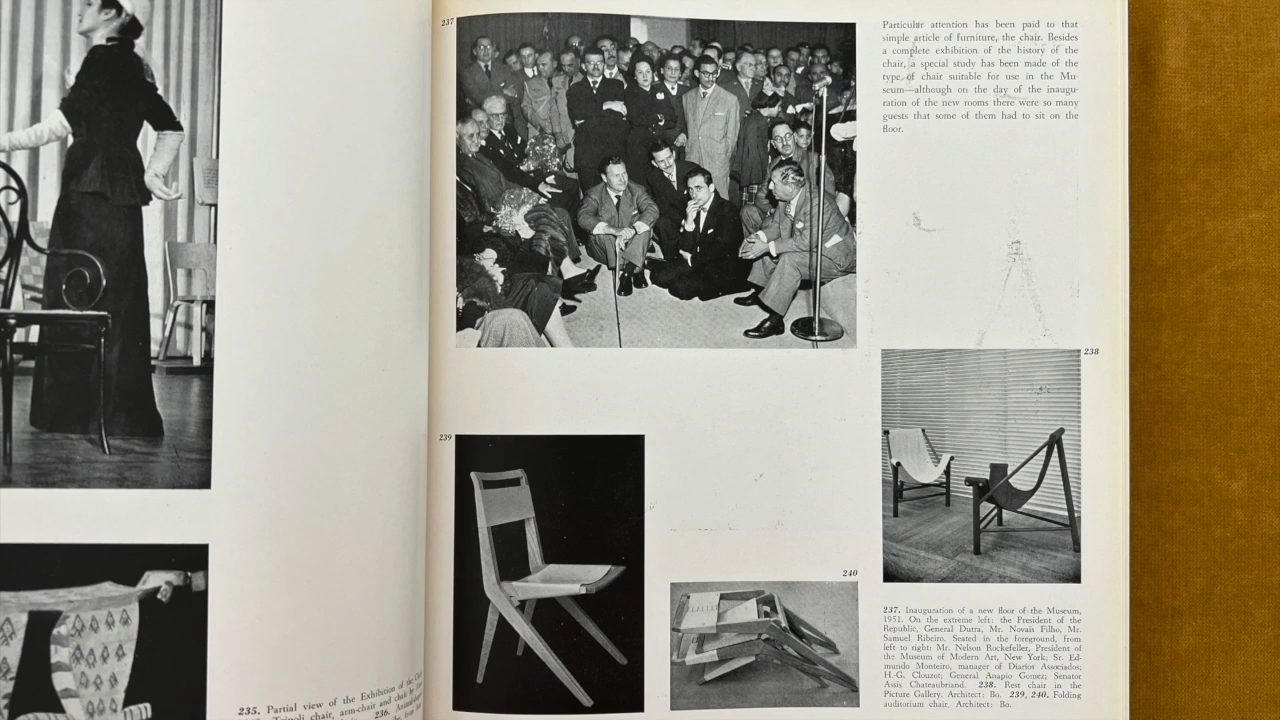 235. Partial view of the Exhibition of the
Tripoli chair, arm-chair and chair by
236.
237
Particular attention has been paid to that
simple article of furniture, the chair. Besides
a complete exhibition of the history of the
chair, a special study has been made of the
type of chair suitable for use in the Mu-
seum—although on the day of the inaugu-
ration of the new rooms there were so many
guests that some of them had to sit on the
floor.
238
239
240
237. Inauguration of a new floor of the Museum,
1951. On the extreme left: the President of the
Republic, General Dutra, Mr. Novais Filho, Mr.
Samuel Ribeiro. Seated in the foreground, from
left to right: Mr. Nelson Rockefeller, President of
the Museum of Modern Art, New York; Sr. Ed-
mundo Monteiro, manager of Diarios Associados;
H.-G. Clouzot; General Anapio Gomez; Senator
Assis Chateaubriand. 238. Rest chair in the
Picture Gallery. Architect: Bo. 239, 240. Folding
auditorium chair. Architect: Bo.